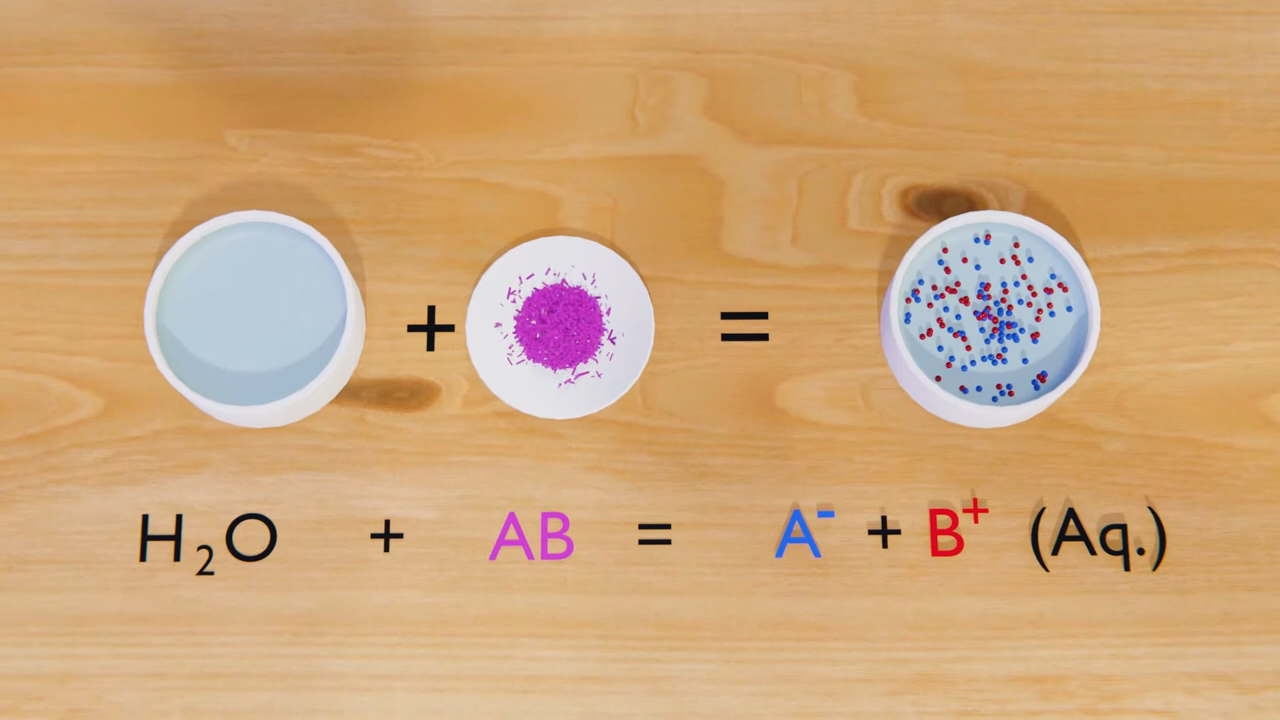 + =
H₂O + AB = A⁻ + B⁺ (Aq.)